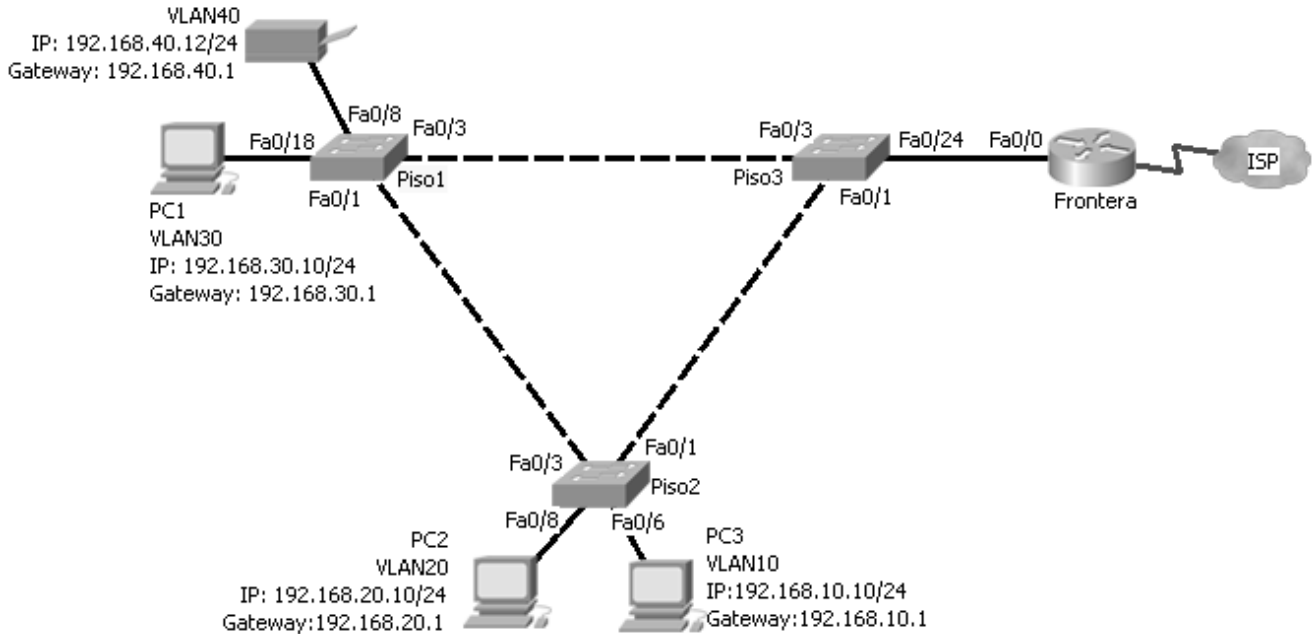 VLAN40
IP: 192.168.40.12/24
Gateway: 192.168.40.1
Fa0/8
Fa0/18
Fa0/3
Fa0/1
Piso1
PC1
VLAN30
IP: 192.168.30.10/24
Gateway: 192.168.30.1
Fa0/3
Fa0/24
Fa0/0
Piso3
Fa0/1
Frontera
ISP
Fa0/3
Fa0/1
Piso2
Fa0/8
Fa0/6
PC2
VLAN20
IP: 192.168.20.10/24
Gateway:192.168.20.1
PC3
VLAN10
IP:192.168.10.10/24
Gateway:192.168.10.1